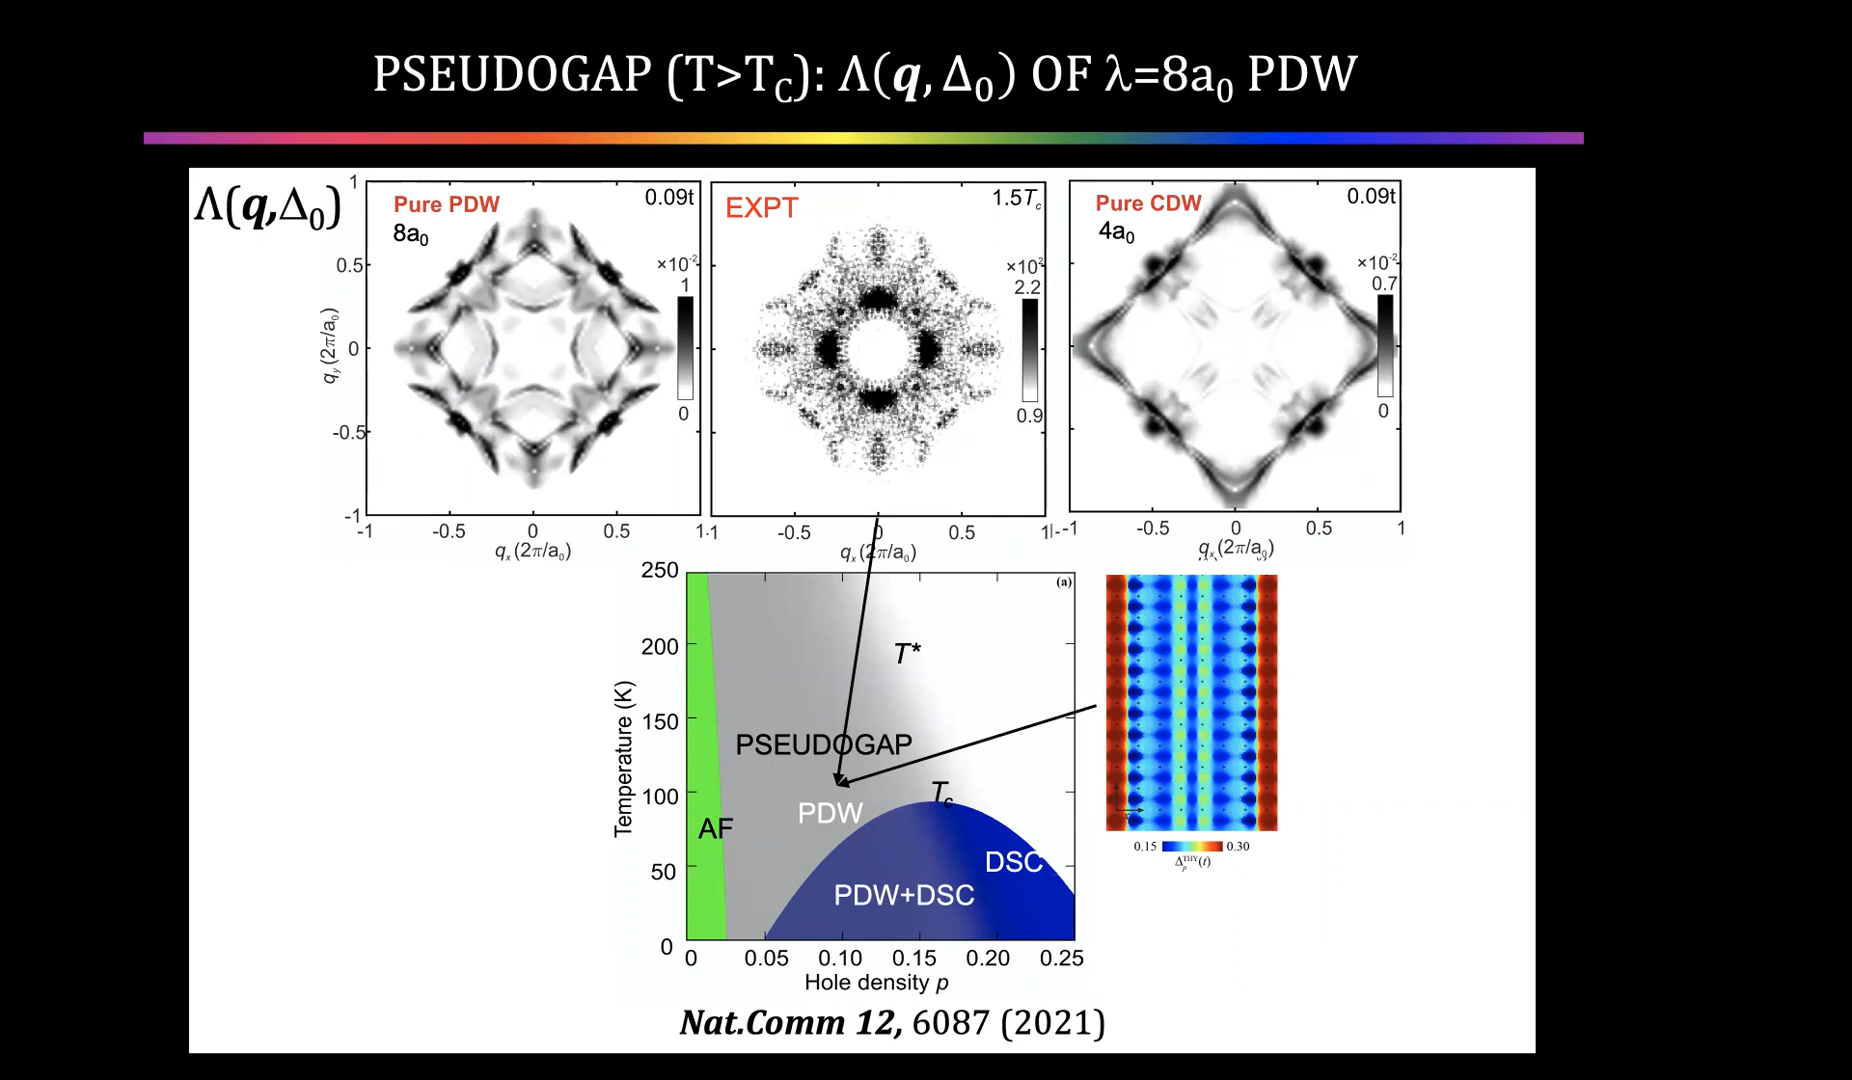 PSEUDOGAP (T>T_C): Λ(q, Δ_0) OF λ=8a_0 PDW
Λ(q,Δ_0)
Pure PDW
8a_0
0.09t
×10^-2
1
0
1
0.5
0
-0.5
-1
q_y (2π/a_0)
-1 -0.5 0 0.5 1
q_x (2π/a_0)
EXPT
1.5T_c
×10^2
2.2
0.9
-1 -0.5 0 0.5 1
q_x (2π/a_0)
Pure CDW
4a_0
0.09t
×10^-2
0.7
0
-1 -0.5 0 0.5 1
q_x (2π/a_0)
(a)
250
200
150
100
50
0
Temperature (K)
T*
PSEUDOGAP
T_c
PDW
AF
DSC
PDW+DSC
0 0.05 0.10 0.15 0.20 0.25
Hole density p
x
0.15 0.30
Δ_p^THY(t)
Nat.Comm 12, 6087 (2021)